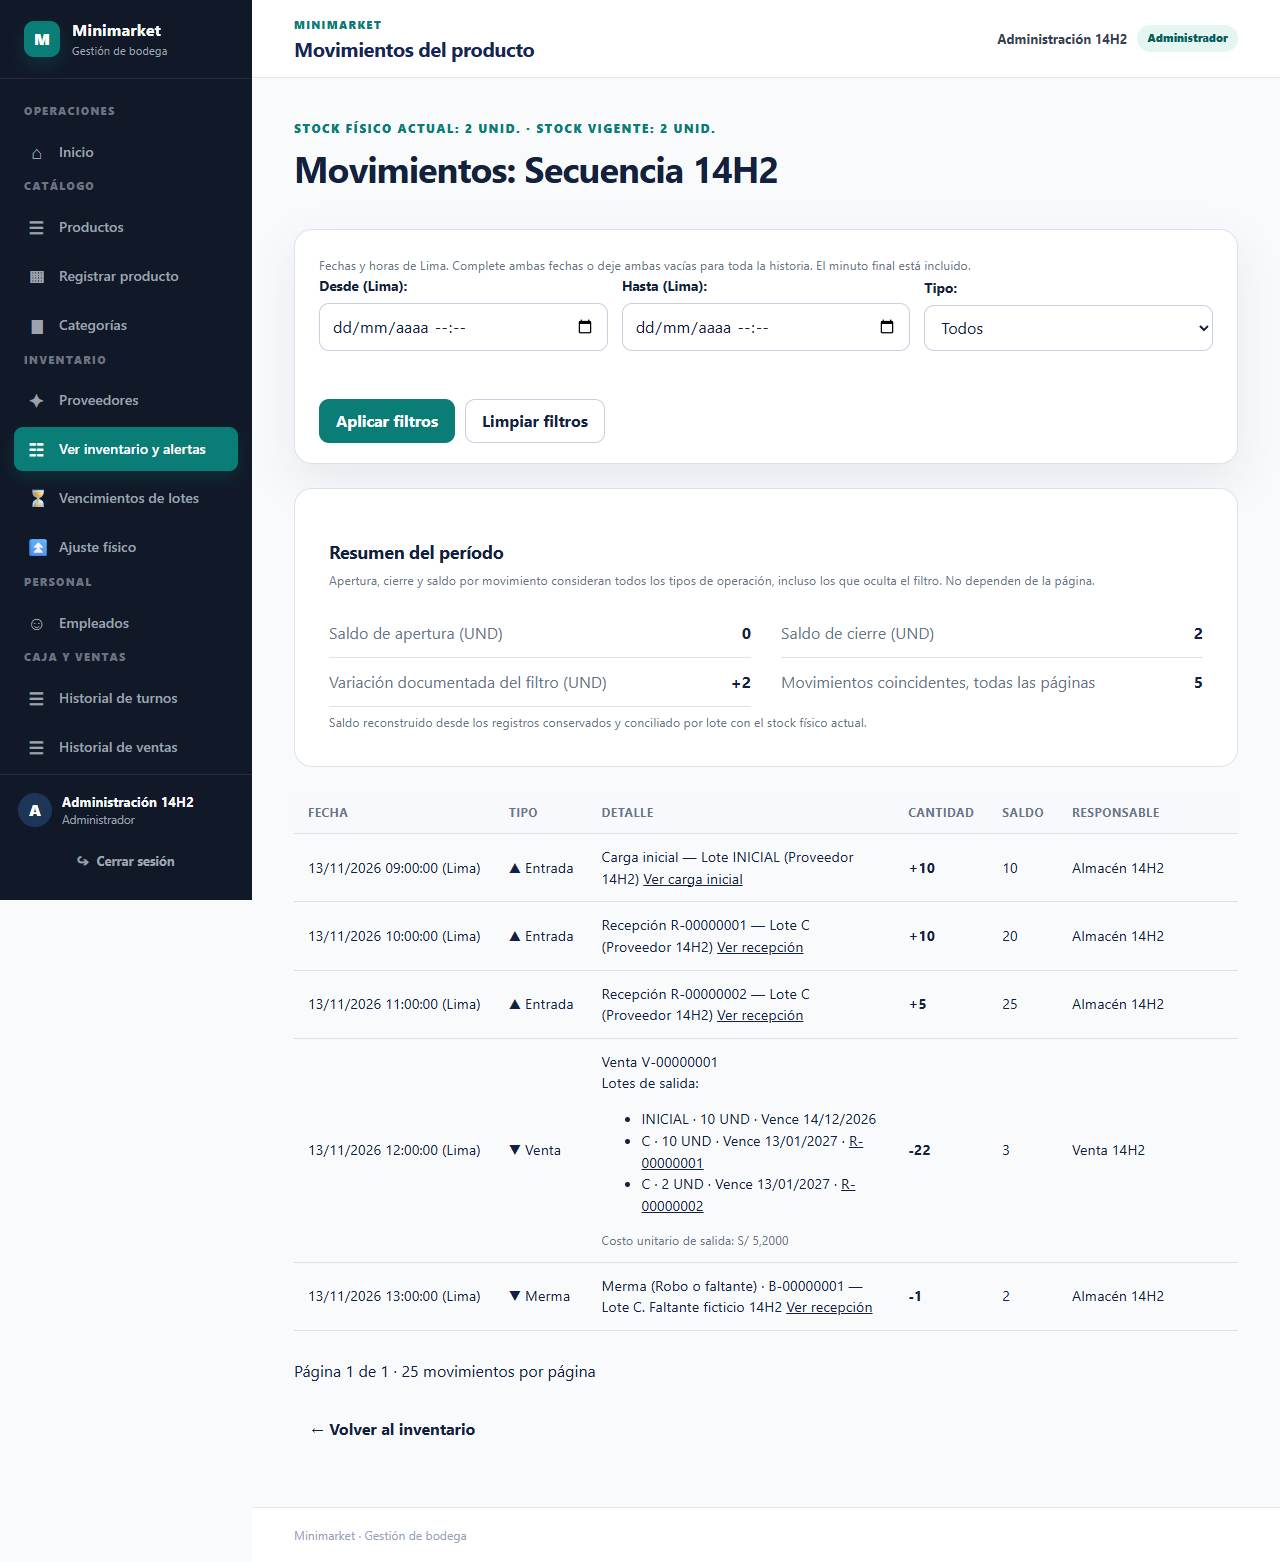 M
Minimarket
Gestión de bodega
OPERACIONES
Inicio
CATÁLOGO
Productos
Registrar producto
Categorías
INVENTARIO
Proveedores
Ver inventario y alertas
Vencimientos de lotes
Ajuste físico
PERSONAL
Empleados
CAJA Y VENTAS
Historial de turnos
Historial de ventas
A
Administración 14H2
Administrador
↪ Cerrar sesión
MINIMARKET
Movimientos del producto
Administración 14H2
Administrador
STOCK FÍSICO ACTUAL: 2 UNID. · STOCK VIGENTE: 2 UNID.
Movimientos: Secuencia 14H2
Fechas y horas de Lima. Complete ambas fechas o deje ambas vacías para toda la historia. El minuto final está incluido.
Desde (Lima): Hasta (Lima): Tipo:
dd/mm/aaaa --:-- dd/mm/aaaa --:-- Todos
Aplicar filtros Limpiar filtros
Resumen del período
Apertura, cierre y saldo por movimiento consideran todos los tipos de operación, incluso los que oculta el filtro. No dependen de la página.
Saldo de apertura (UND) 0 Saldo de cierre (UND) 2
Variación documentada del filtro (UND) +2 Movimientos coincidentes, todas las páginas 5
Saldo reconstruido desde los registros conservados y conciliado por lote con el stock físico actual.
FECHA TIPO DETALLE CANTIDAD SALDO RESPONSABLE
13/11/2026 09:00:00 (Lima) ▲ Entrada Carga inicial — Lote INICIAL (Proveedor
14H2) Ver carga inicial +10 10 Almacén 14H2
13/11/2026 10:00:00 (Lima) ▲ Entrada Recepción R-00000001 — Lote C
(Proveedor 14H2) Ver recepción +10 20 Almacén 14H2
13/11/2026 11:00:00 (Lima) ▲ Entrada Recepción R-00000002 — Lote C
(Proveedor 14H2) Ver recepción +5 25 Almacén 14H2
13/11/2026 12:00:00 (Lima) ▼ Venta Venta V-00000001
Lotes de salida:
• INICIAL · 10 UND · Vence 14/12/2026
• C · 10 UND · Vence 13/01/2027 · R-
00000001
• C · 2 UND · Vence 13/01/2027 · R-
00000002
Costo unitario de salida: S/ 5,2000 -22 3 Venta 14H2
13/11/2026 13:00:00 (Lima) ▼ Merma Merma (Robo o faltante) · B-00000001 —
Lote C. Faltante ficticio 14H2 Ver recepción -1 2 Almacén 14H2
Página 1 de 1 · 25 movimientos por página
← Volver al inventario
Minimarket · Gestión de bodega